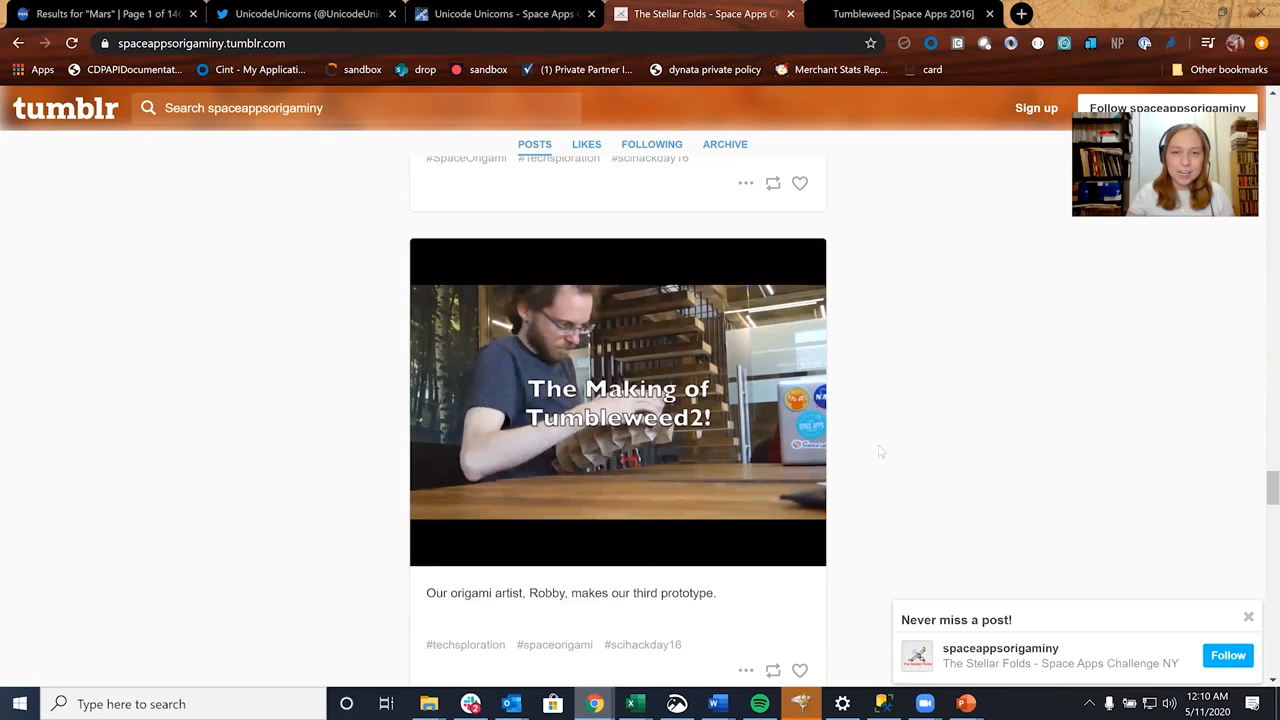 Results for "Mars" | Page 1 of 14
UnicodeUnicorns (@UnicodeUni
Unicode Unicorns - Space Apps
The Stellar Folds - Space Apps Ch
Tumbleweed [Space Apps 2016]
spaceappsorigaminy.tumblr.com
NP
Apps
CDPAPIDocumentat...
Cint - My Applicati...
sandbox
drop
sandbox
(1) Private Partner I...
dynata private policy
Merchant Stats Rep...
card
Other bookmarks
tumblr
Search spaceappsorigaminy
Sign up
Follow spaceappsorigaminy
POSTS LIKES FOLLOWING ARCHIVE
#SpaceOrigami #Techsploration #scihackday16
The Making of
Tumbleweed2!
SPACE APPS
Our origami artist, Robby, makes our third prototype.
#techsploration #spaceorigami #scihackday16
Never miss a post!
spaceappsorigaminy
The Stellar Folds - Space Apps Challenge NY
Follow
Type here to search
12:10 AM
5/11/2020